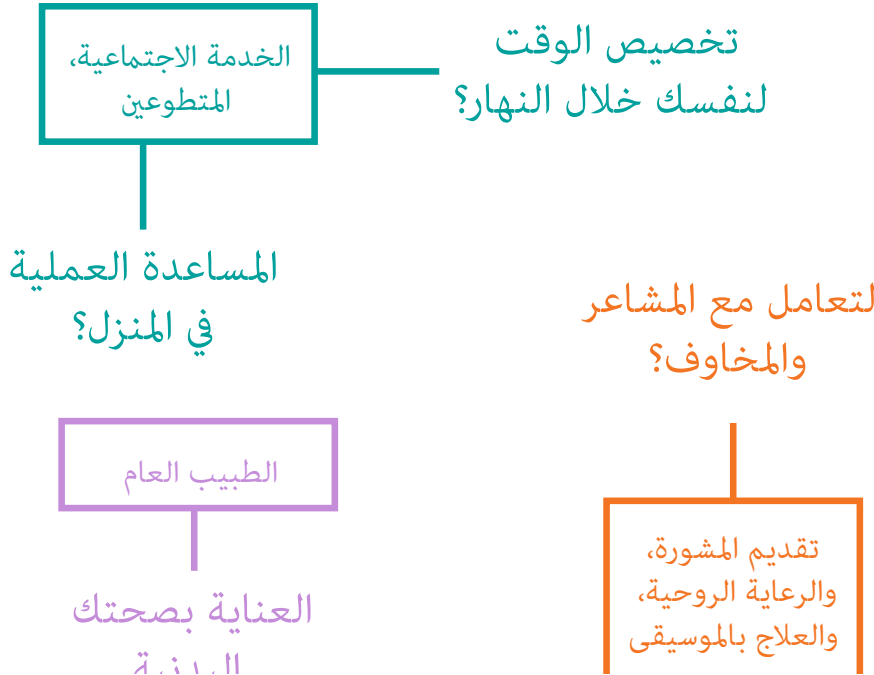 تخصيص الوقت
لنفسك خلال النهار؟
الخدمة الاجتماعية،
المتطوعين
المساعدة العملية
في المنزل؟
لتعامل مع المشاعر
والمخاوف؟
تقديم المشورة،
والرعاية الروحية،
والعلاج بالموسيقى
الطبيب العام
العناية بصحتك